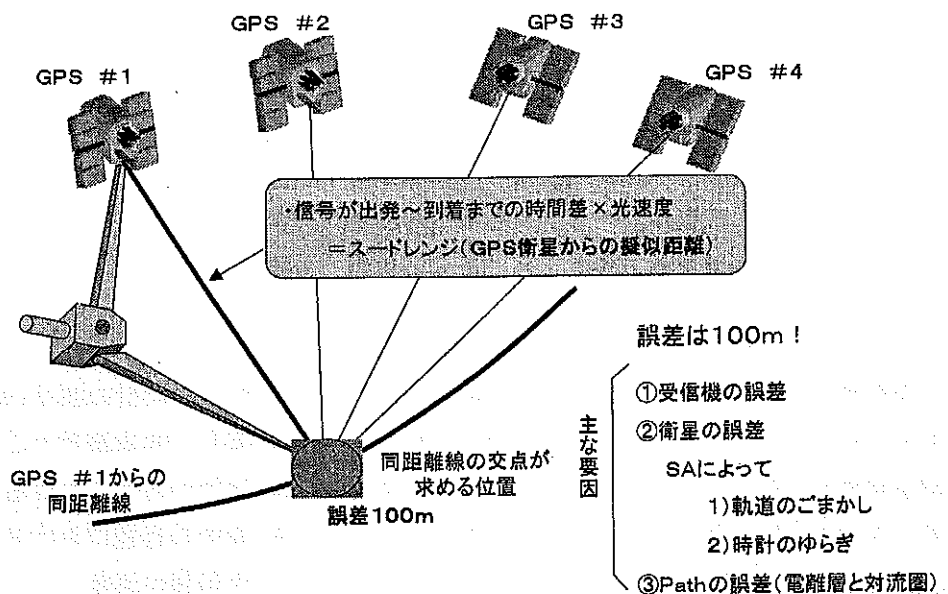 GPS #1
GPS #2
GPS #3
GPS #4
・信号が出発~到着までの時間差×光速度
=スードレンジ(GPS衛星からの擬似距離)
GPS #1からの
同距離線
同距離線の交点が
求める位置
誤差100m
誤差は100m!
主な要因
①受信機の誤差
②衛星の誤差
SAによって
1)軌道のごまかし
2)時計のゆらぎ
③Pathの誤差(電離層と対流圏)